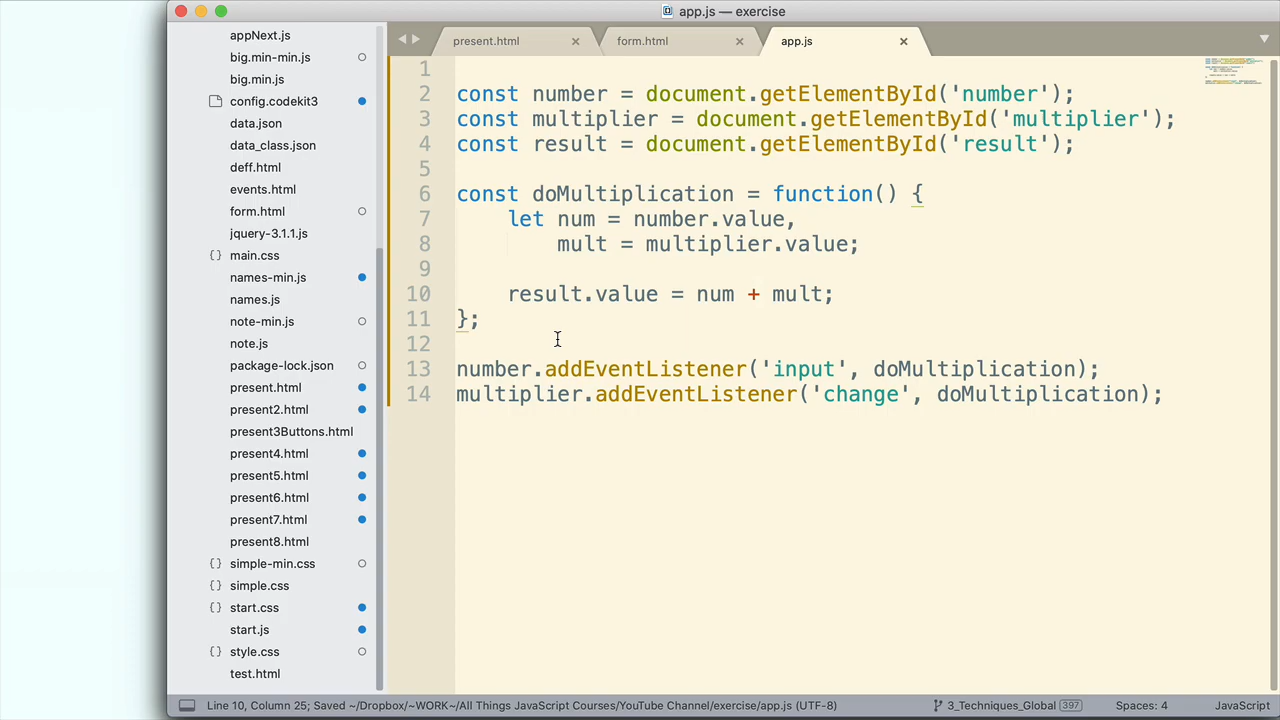 app.js — exercise
appNext.js
big.min-min.js
big.min.js
config.codekit3
data.json
data_class.json
deff.html
events.html
form.html
jquery-3.1.1.js
{} main.css
names-min.js
names.js
note-min.js
note.js
package-lock.json
present.html
present2.html
present3Buttons.html
present4.html
present5.html
present6.html
present7.html
present8.html
{} simple-min.css
{} simple.css
{} start.css
start.js
{} style.css
test.html
present.html × form.html × app.js ×
1
2 const number = document.getElementById('number');
3 const multiplier = document.getElementById('multiplier');
4 const result = document.getElementById('result');
5
6 const doMultiplication = function() {
7 let num = number.value,
8 mult = multiplier.value;
9
10 result.value = num + mult;
11 };
12
13 number.addEventListener('input', doMultiplication);
14 multiplier.addEventListener('change', doMultiplication);
Line 10, Column 25; Saved ~/Dropbox/~WORK~/All Things JavaScript Courses/YouTube Channel/exercise/app.js (UTF-8) 3_Techniques_Global 397 Spaces: 4 JavaScript